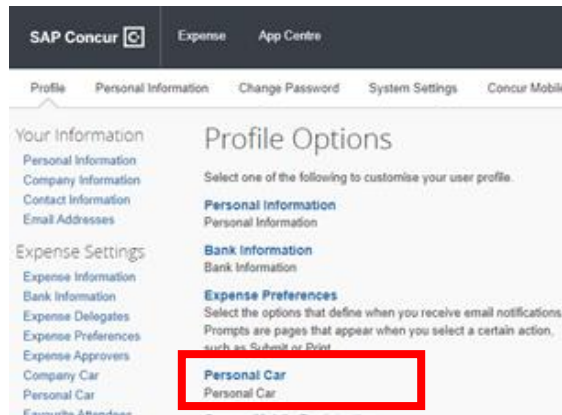 SAP Concur C Expense App Centre
Profile Personal Information Change Password System Settings Concur Mobile
Your Information
Personal Information
Company Information
Contact Information
Email Addresses
Expense Settings
Expense Information
Bank Information
Expense Delegates
Expense Preferences
Expense Approvers
Company Car
Personal Car
Favourite Attendees
Profile Options
Select one of the following to customise your user profile.
Personal Information
Personal Information
Bank Information
Bank Information
Expense Preferences
Select the options that define when you receive email notifications.
Prompts are pages that appear when you select a certain action,
such as Submit or Print.
Personal Car
Personal Car